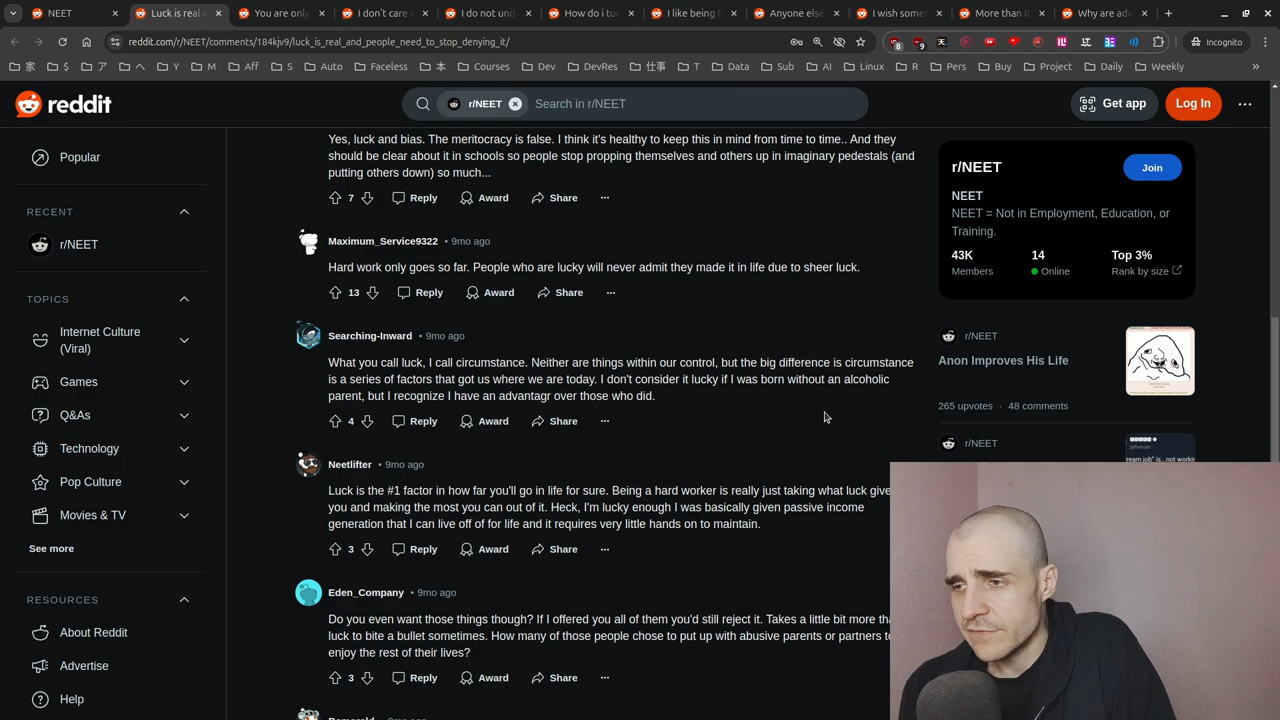 NEET
Luck is real a
You are only
I don't care a
I do not und
How do i tur
I like being N
Anyone else
I wish some
More than 8
Why are adv
reddit.com/r/NEET/comments/184kjv9/luck_is_real_and_people_need_to_stop_denying_it/
Incognito
家
$
ア
へ
Y
M
Aff
S
Auto
Faceless
本
Courses
Dev
DevRes
仕事
T
Data
Sub
AI
Linux
R
Pers
Buy
Project
Daily
Weekly
reddit
r/NEET
Search in r/NEET
Get app
Log In
Popular
RECENT
r/NEET
TOPICS
Internet Culture
(Viral)
Games
Q&As
Technology
Pop Culture
Movies & TV
See more
RESOURCES
About Reddit
Advertise
Help
Yes, luck and bias. The meritocracy is false. I think it's healthy to keep this in mind from time to time.. And they
should be clear about it in schools so people stop propping themselves and others up in imaginary pedestals (and
putting others down) so much...
7 Reply Award Share
Maximum_Service9322 • 9mo ago
Hard work only goes so far. People who are lucky will never admit they made it in life due to sheer luck.
13 Reply Award Share
Searching-Inward • 9mo ago
What you call luck, I call circumstance. Neither are things within our control, but the big difference is circumstance
is a series of factors that got us where we are today. I don't consider it lucky if I was born without an alcoholic
parent, but I recognize I have an advantagr over those who did.
4 Reply Award Share
Neetlifter • 9mo ago
Luck is the #1 factor in how far you'll go in life for sure. Being a hard worker is really just taking what luck give
you and making the most you can out of it. Heck, I'm lucky enough I was basically given passive income
generation that I can live off of for life and it requires very little hands on to maintain.
3 Reply Award Share
Eden_Company • 9mo ago
Do you even want those things though? If I offered you all of them you'd still reject it. Takes a little bit more tha
luck to bite a bullet sometimes. How many of those people chose to put up with abusive parents or partners to
enjoy the rest of their lives?
3 Reply Award Share
9mo ago
r/NEET
Join
NEET
NEET = Not in Employment, Education, or
Training.
43K 14 Top 3%
Members Online Rank by size
r/NEET
Anon Improves His Life
265 upvotes • 48 comments
r/NEET